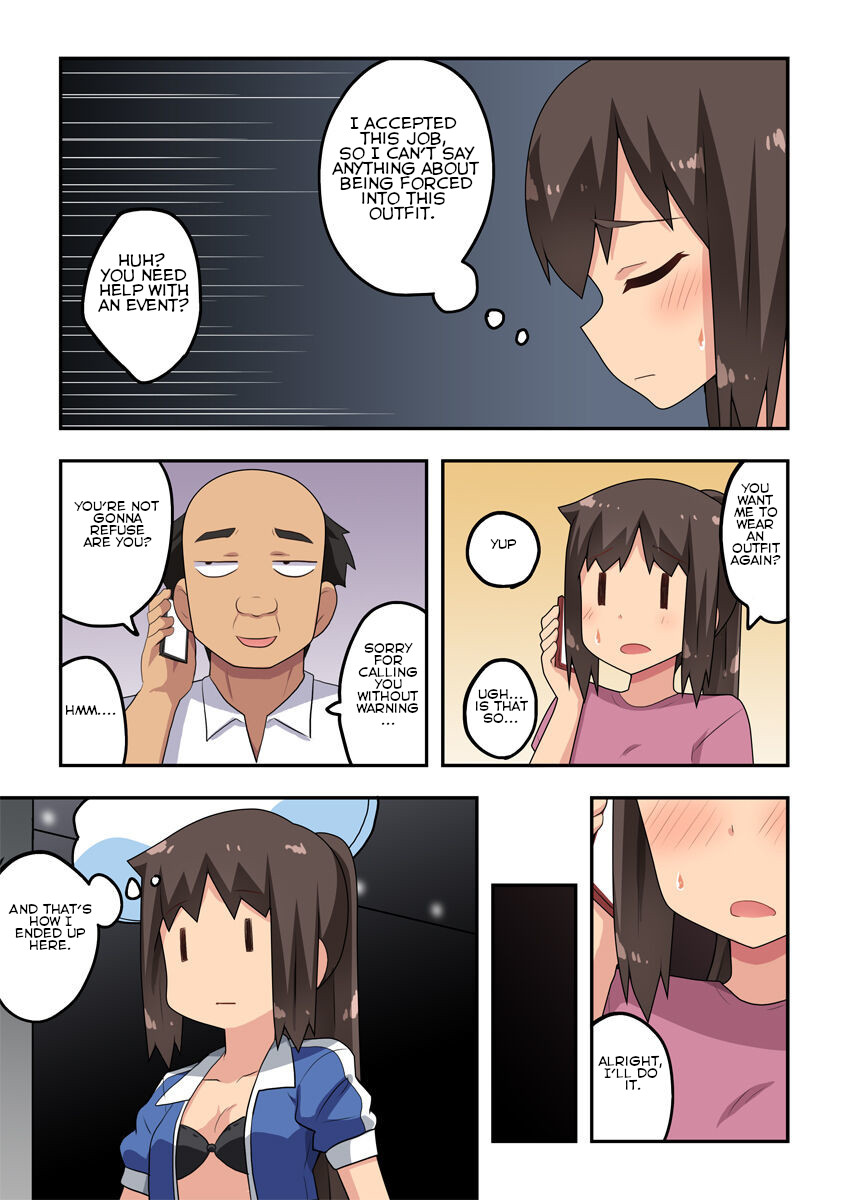 I ACCEPTED
THIS JOB,
SO I CAN'T SAY
ANYTHING ABOUT
BEING FORCED
INTO THIS
OUTFIT.
HUH?
YOU NEED
HELP WITH
AN EVENT?
YOU WANT
ME TO
WEAR
AN
OUTFIT
AGAIN?
YUP
UGH...
IS THAT
SO...
SORRY
FOR
CALLING
YOU
WITHOUT
WARNING
...
YOU'RE NOT
GONNA
REFUSE
ARE YOU?
HMM....
ALRIGHT,
I'LL DO
IT.
AND THAT'S
HOW I
ENDED UP
HERE.